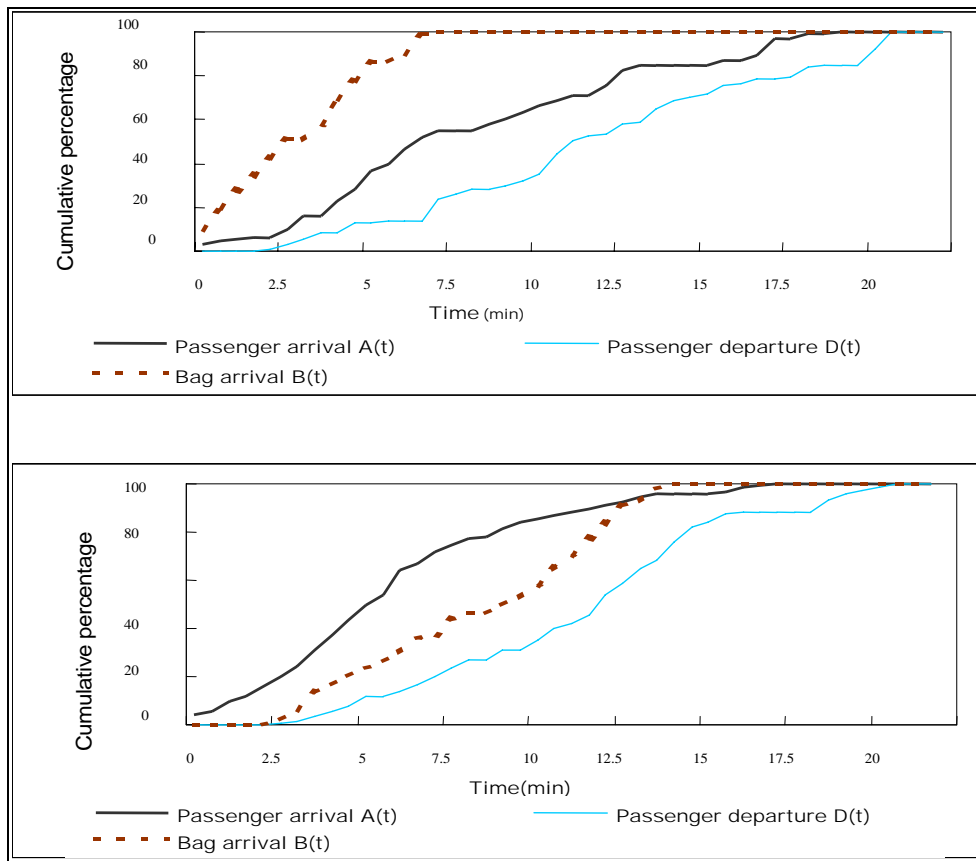 100
80
60
40
20
0
Cumulative percentage
0 2.5 5 7.5 10 12.5 15 17.5 20
Time (min)
Passenger arrival A(t) Passenger departure D(t)
Bag arrival B(t)
100
80
60
40
20
0
Cumulative percentage
0 2.5 5 7.5 10 12.5 15 17.5 20
Time(min)
Passenger arrival A(t) Passenger departure D(t)
Bag arrival B(t)